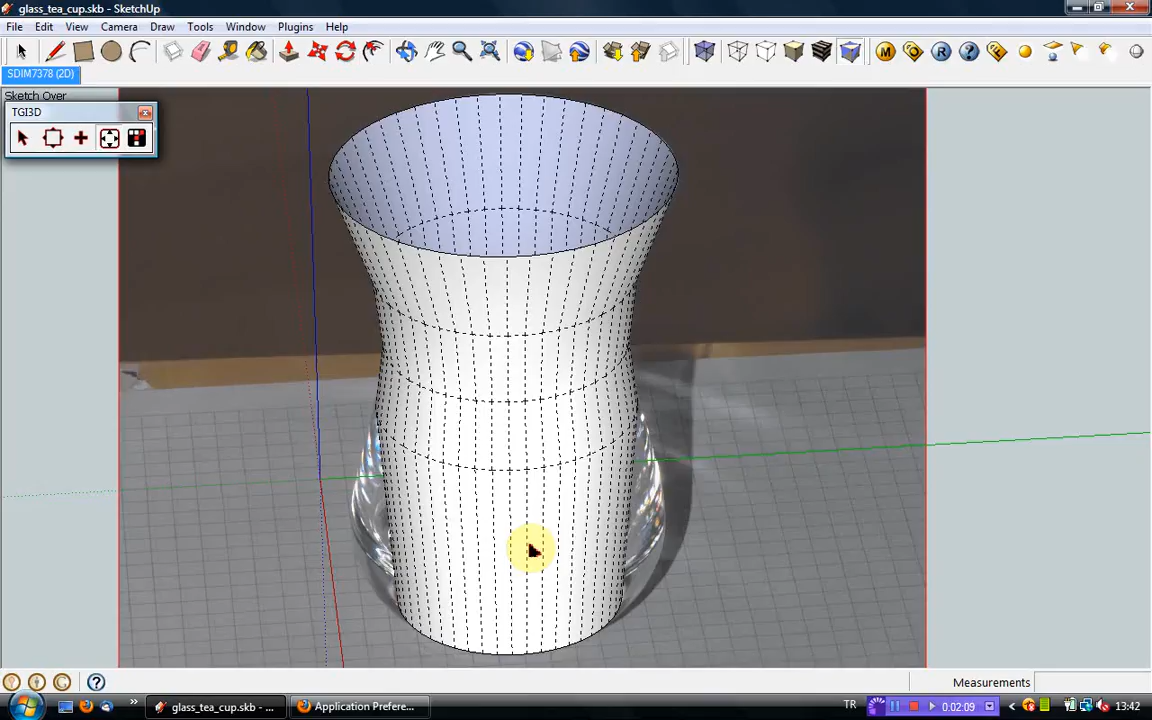 glass_tea_cup.skb - SketchUp
File Edit View Camera Draw Tools Window Plugins Help
M O R ? F
SDIM7378 (2D)
Sketch Over
TGI3D
Measurements
glass_tea_cup.skb - ...
Application Prefere...
TR
0:02:09
13:42